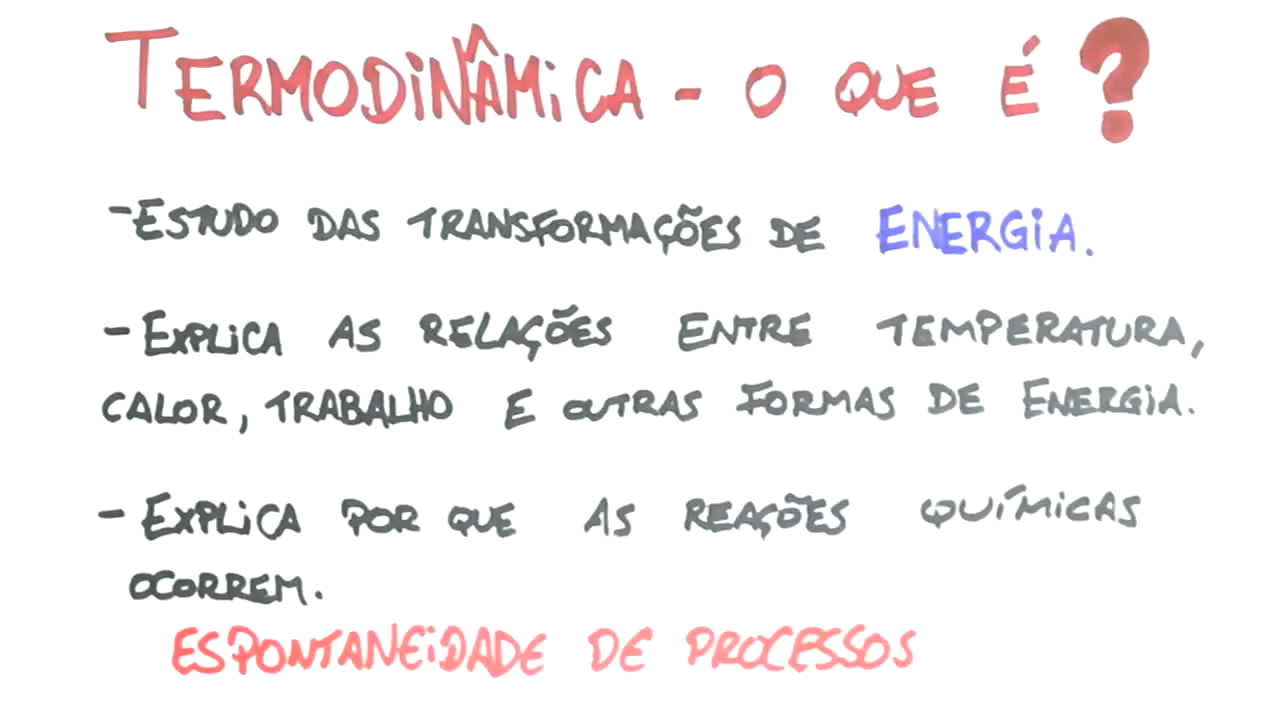 TERMODINÂMICA - O QUE É?
- ESTUDO DAS TRANSFORMAÇÕES DE ENERGIA.
- EXPLICA AS RELAÇÕES ENTRE TEMPERATURA,
CALOR, TRABALHO E OUTRAS FORMAS DE ENERGIA.
- EXPLICA POR QUE AS REAÇÕES QUÍMICAS
OCORREM.
ESPONTANEIDADE DE PROCESSOS